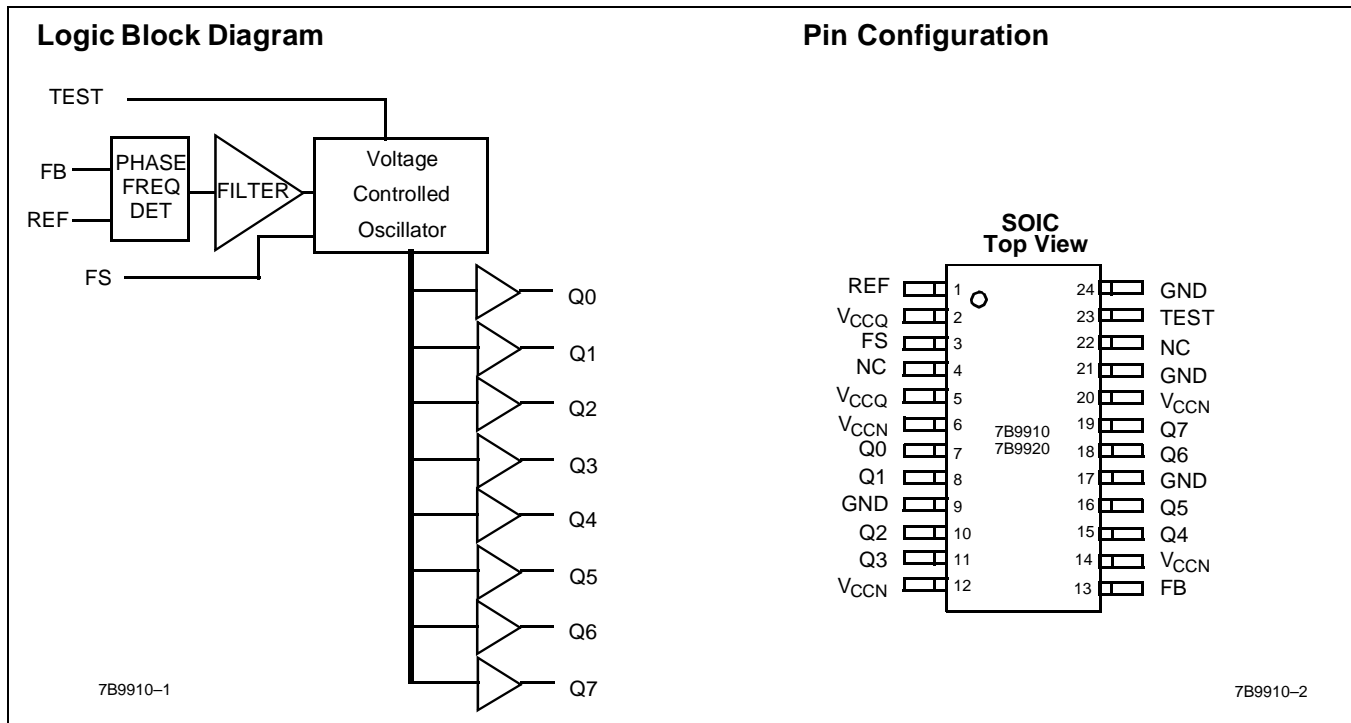 Logic Block Diagram
TEST
FB
REF
PHASE
FREQ
DET
FILTER
Voltage
Controlled
Oscillator
FS
Q0
Q1
Q2
Q3
Q4
Q5
Q6
Q7
7B9910–1
Pin Configuration
SOIC
Top View
REF 1 24 GND
VCCQ 2 23 TEST
FS 3 22 NC
NC 4 21 GND
VCCQ 5 20 VCCN
VCCN 6 19 Q7
Q0 7 18 Q6
Q1 8 17 GND
GND 9 16 Q5
Q2 10 15 Q4
Q3 11 14 VCCN
VCCN 12 13 FB
7B9910
7B9920
7B9910–2